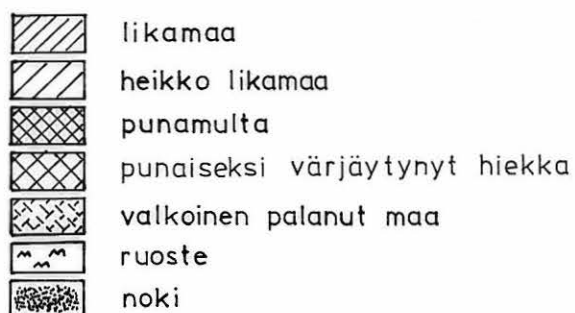 likamaa
heikko likamaa
punamulta
punaiseksi värjäytynyt hiekka
valkoinen palanut maa
ruoste
noki